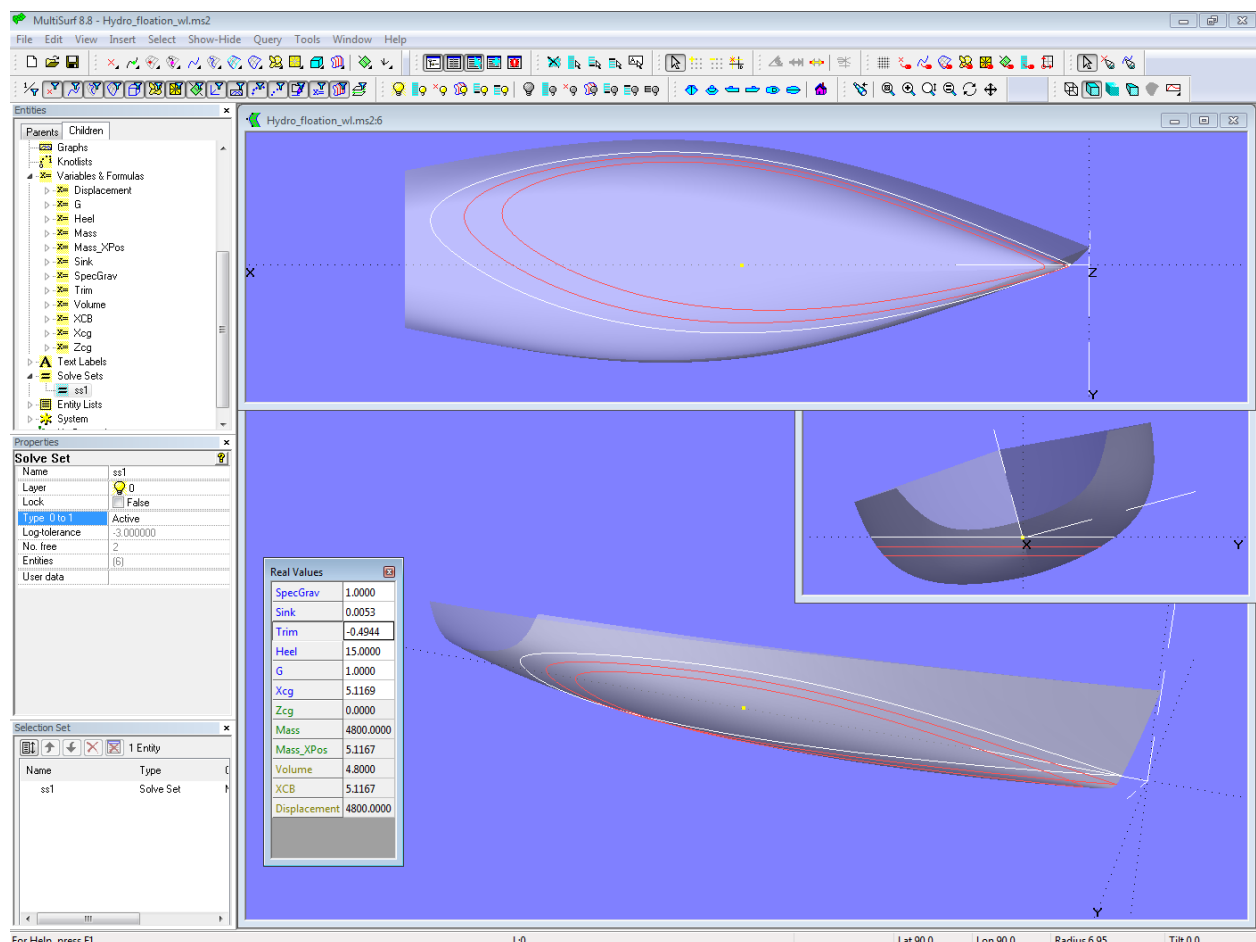 MultiSurf 8.8 - Hydro_floation_wl.ms2
File Edit View Insert Select Show-Hide Query Tools Window Help
Entities
Parents Children
Graphs
Knotlists
Variables & Formulas
Displacement
G
Heel
Mass
Mass_XPos
Sink
SpecGrav
Trim
Volume
XCB
Xcg
Zcg
Text Labels
Solve Sets
ss1
Entity Lists
System
Properties
Solve Set
Name ss1
Layer 0
Lock False
Type 0 to 1 Active
Log-tolerance -3.000000
No. free 2
Entities (6)
User data
Selection Set
1 Entity
Name Type
ss1 Solve Set
Hydro_floation_wl.ms2:6
X
Z
Y
X
Y
Real Values
SpecGrav 1.0000
Sink 0.0053
Trim -0.4944
Heel 15.0000
G 1.0000
Xcg 5.1169
Zcg 0.0000
Mass 4800.0000
Mass_XPos 5.1167
Volume 4.8000
XCB 5.1167
Displacement 4800.0000
Y
For Help, press F1 L:0 Lat 90.0 Lon 90.0 Radius 6.95 Tilt 0.0